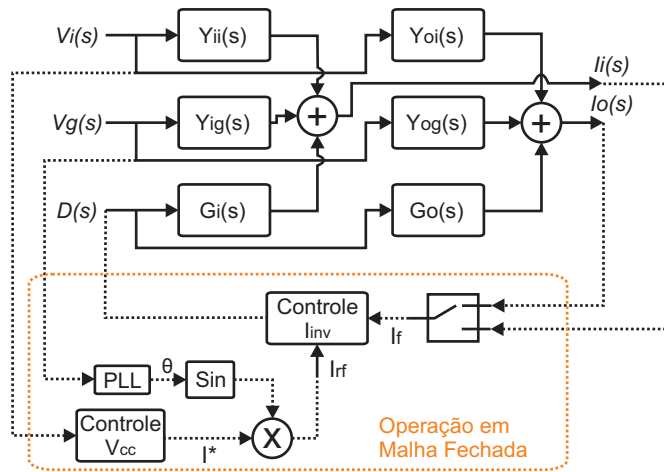 Vi(s)
Yii(s)
Yoi(s)
Ii(s)
Io(s)
Vg(s)
Yig(s)
+
Yog(s)
+
D(s)
Gi(s)
Go(s)
Controle
Iinv
If
Irf
PLL
θ
Sin
Controle
Vcc
I*
X
Operação em
Malha Fechada